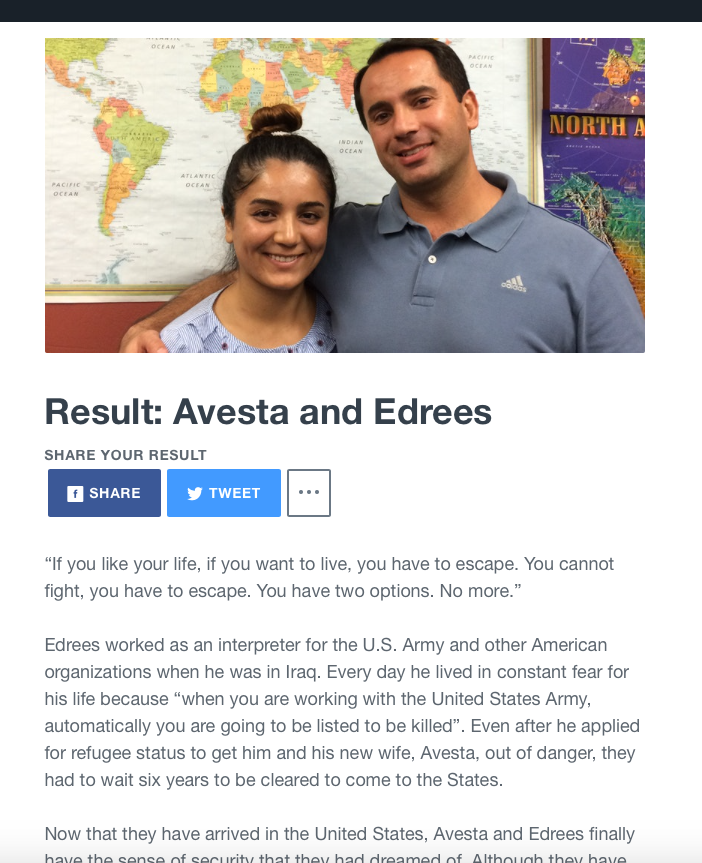 OCEAN
PACIFIC
OCEAN
NORTH A
INDIAN
OCEAN
ATLANTIC
OCEAN
PACIFIC
OCEAN
adidas
Result: Avesta and Edrees
SHARE YOUR RESULT
f SHARE
TWEET
“If you like your life, if you want to live, you have to escape. You cannot
fight, you have to escape. You have two options. No more.”
Edrees worked as an interpreter for the U.S. Army and other American
organizations when he was in Iraq. Every day he lived in constant fear for
his life because “when you are working with the United States Army,
automatically you are going to be listed to be killed”. Even after he applied
for refugee status to get him and his new wife, Avesta, out of danger, they
had to wait six years to be cleared to come to the States.
Now that they have arrived in the United States, Avesta and Edrees finally
have the sense of security that they had dreamed of. Although they have